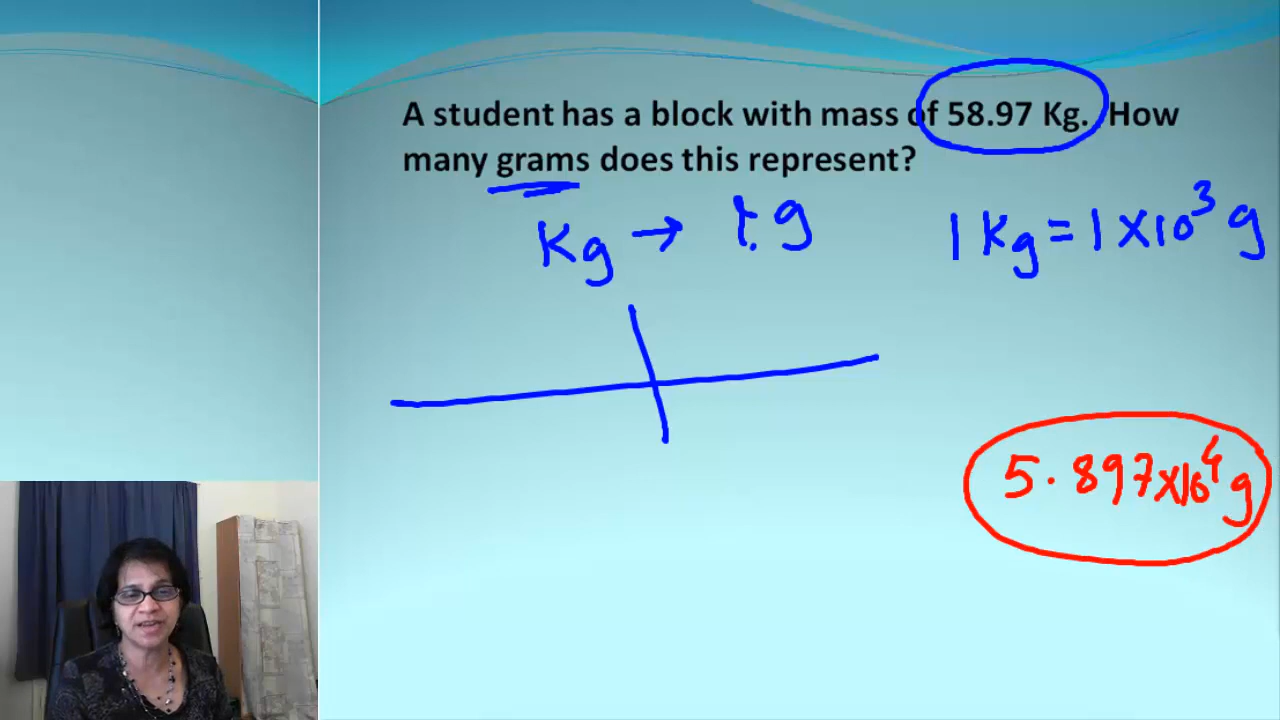 A student has a block with mass of 58.97 Kg. How
many grams does this represent?
Kg → g
1 Kg = 1 × 10³ g
5.897 × 10⁴ g